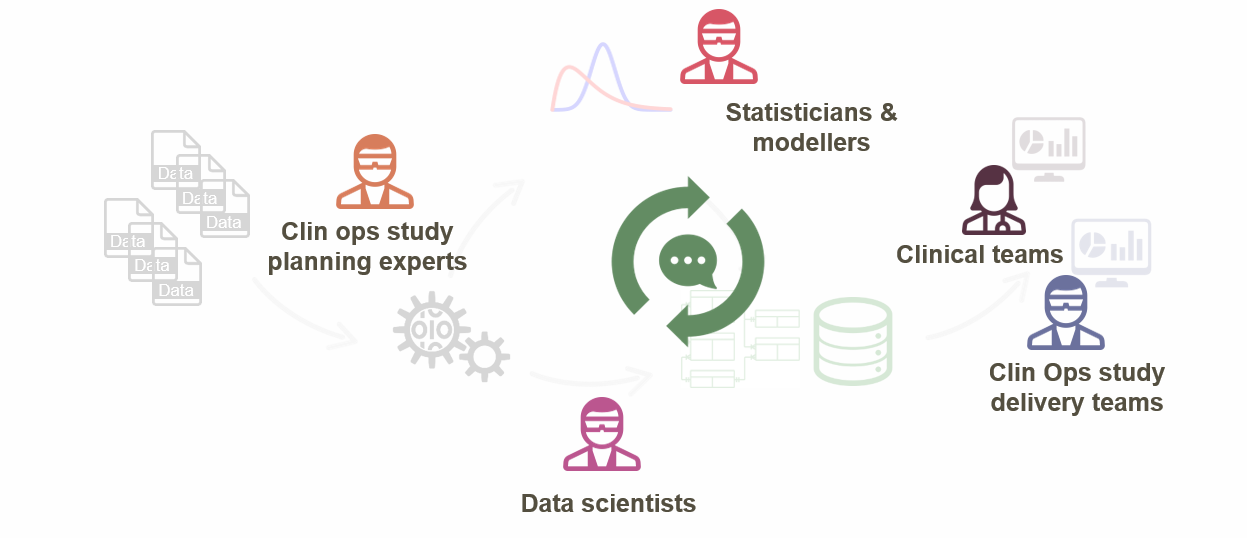 Statisticians &
modellers
Data
Data
Data
Data
Data
Data
Clin ops study
planning experts
Clinical teams
Clin Ops study
delivery teams
Data scientists